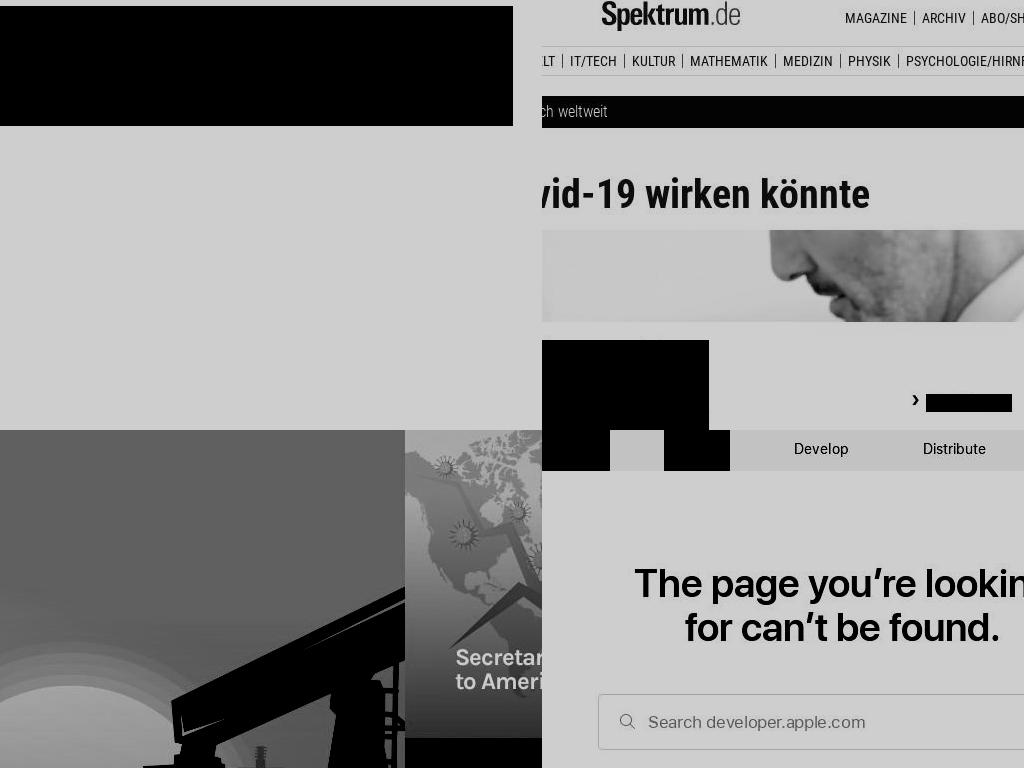 Spektrum.de
MAGAZINE | ARCHIV | ABO/SH
LT | IT/TECH | KULTUR | MATHEMATIK | MEDIZIN | PHYSIK | PSYCHOLOGIE/HIRNF
ch weltweit
vid-19 wirken könnte
Develop Distribute
The page you’re lookin
for can’t be found.
Secretar
to Ameri
Search developer.apple.com